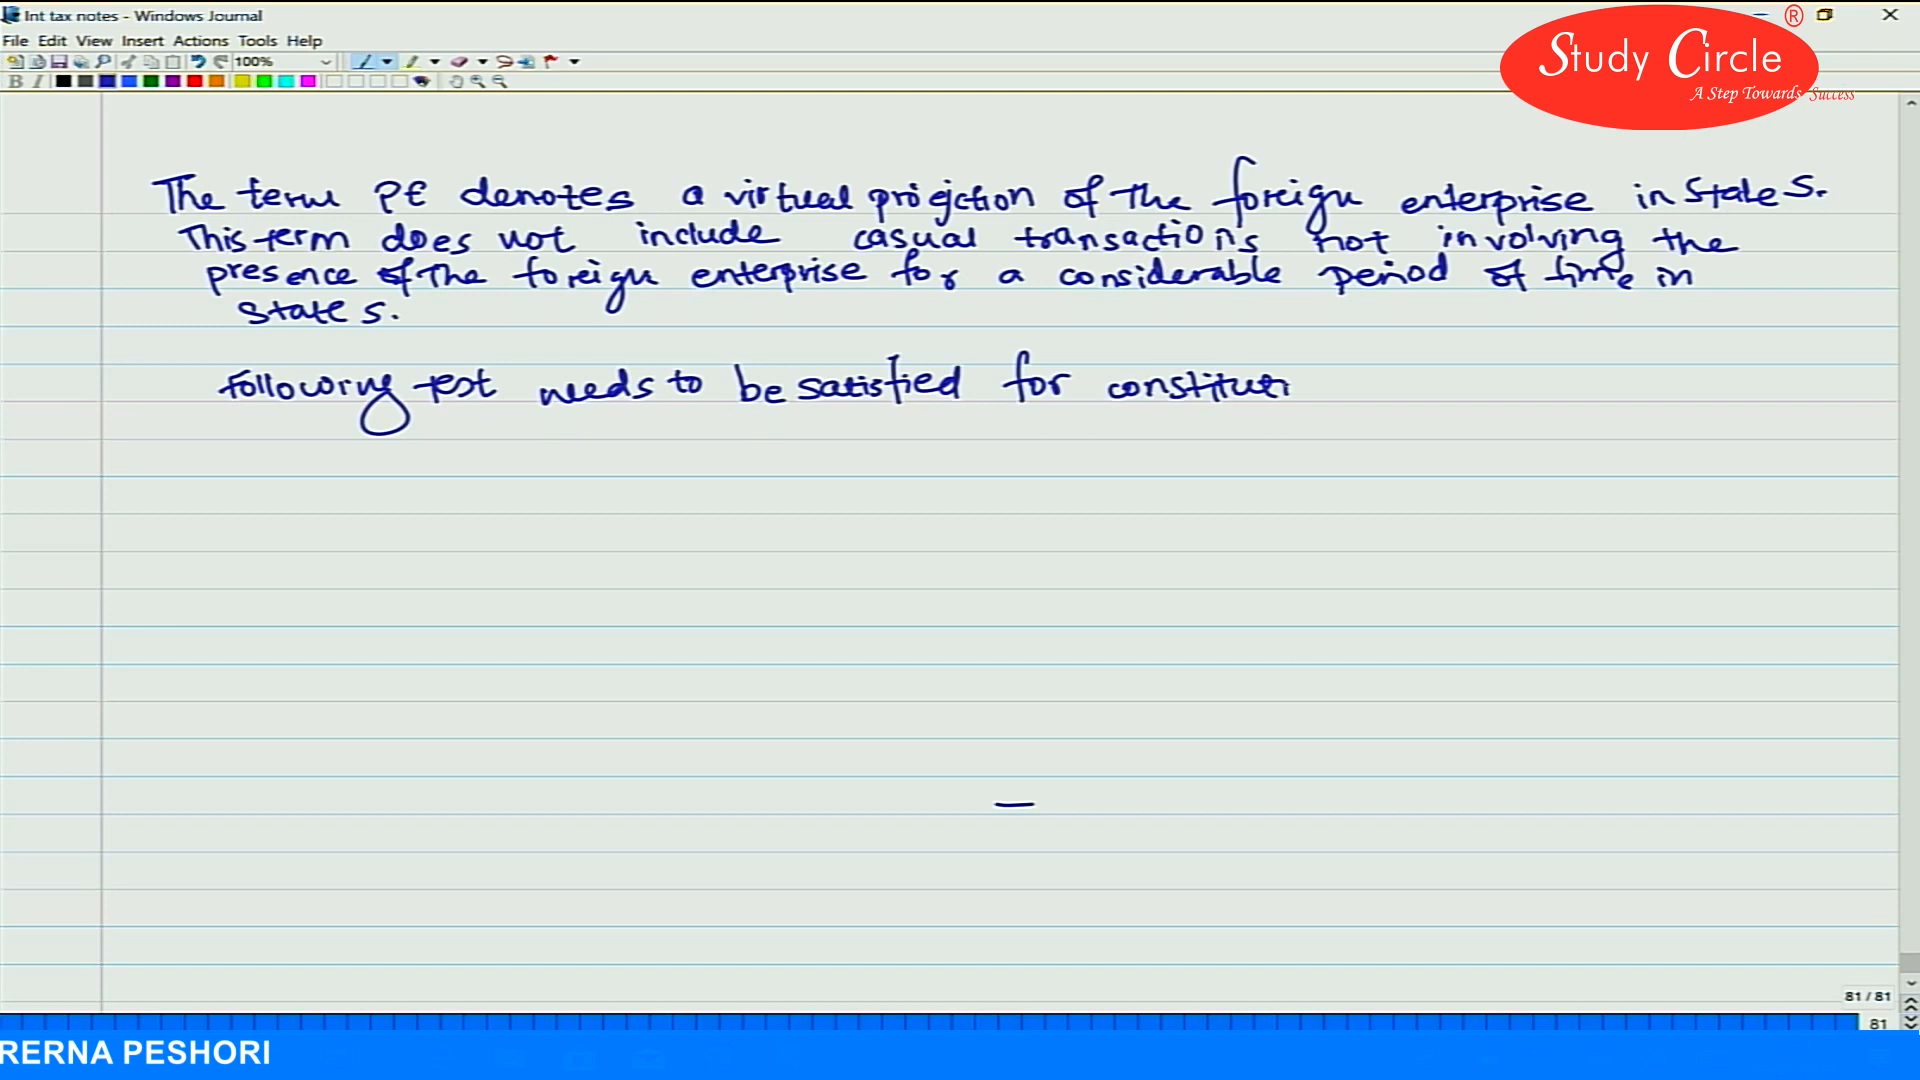 Int tax notes - Windows Journal
File Edit View Insert Actions Tools Help
100%
B I
Study Circle ®
A Step Towards Success
The term PE denotes a virtual projection of the foreign enterprise in State S.
This term does not include casual transactions not involving the
presence of the foreign enterprise for a considerable period of time in
State S.
Following test needs to be satisfied for constituti
81 / 81
81
RERNA PESHORI